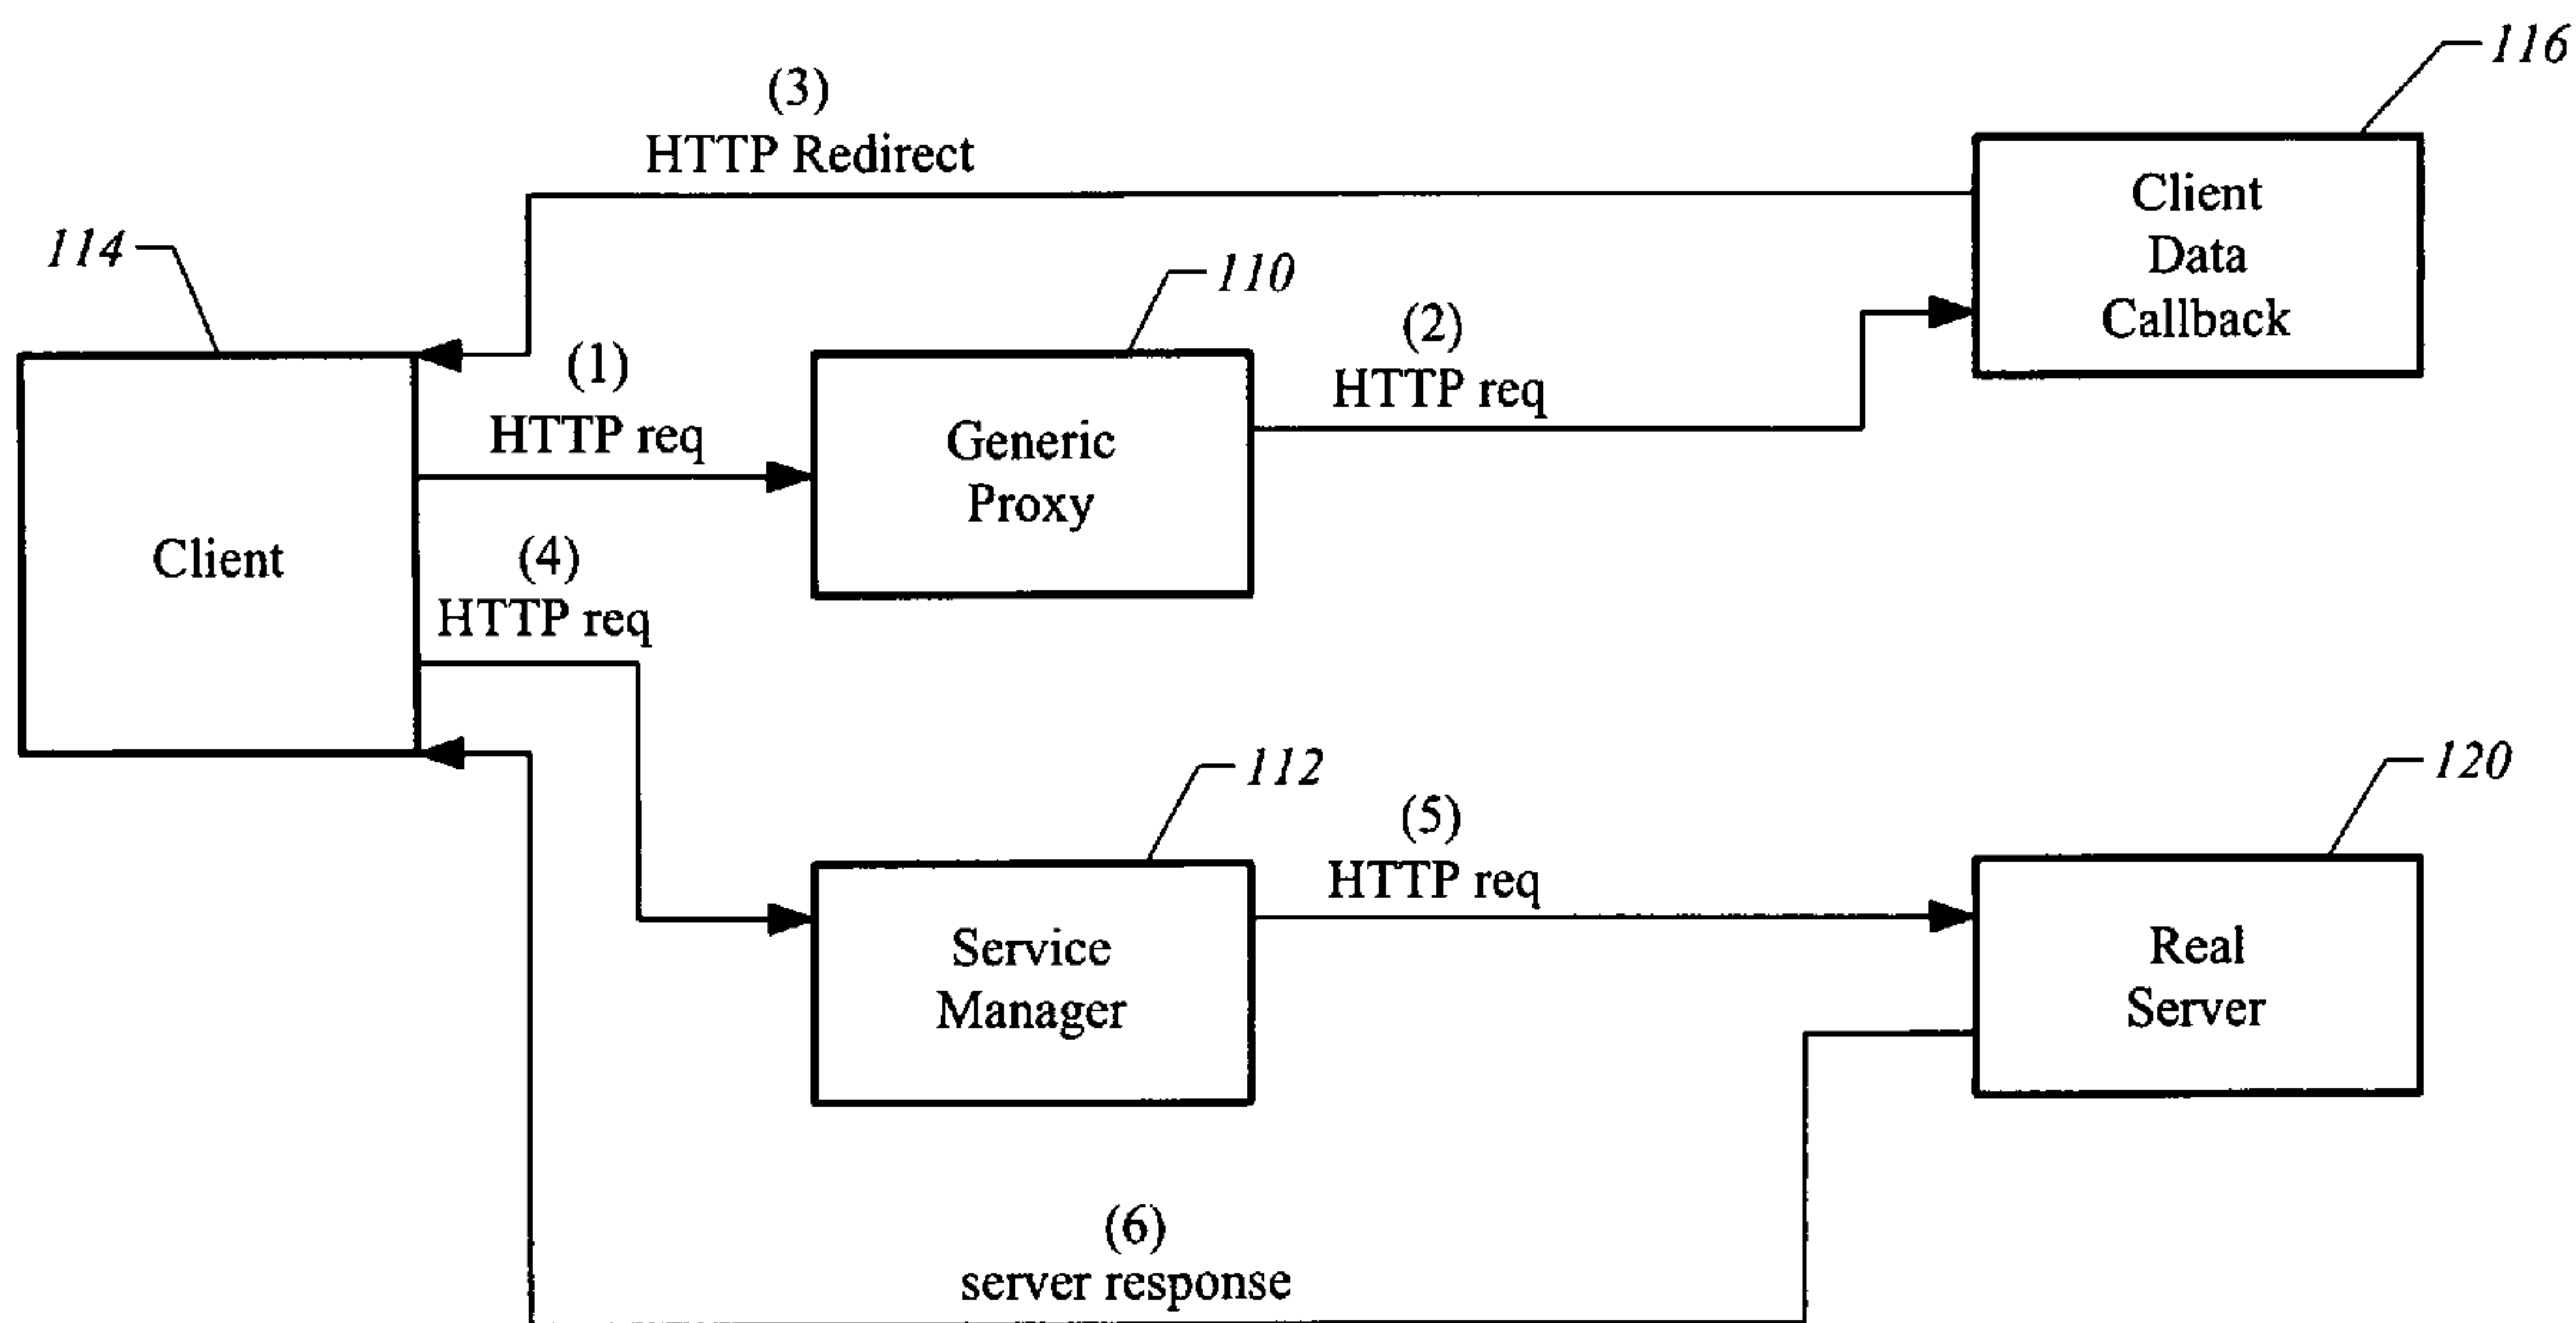 116
(3)
HTTP Redirect
Client
Data
Callback
114
110
(1)
HTTP req
(2)
HTTP req
Generic
Proxy
Client
(4)
HTTP req
112
120
(5)
HTTP req
Service
Manager
Real
Server
(6)
server response